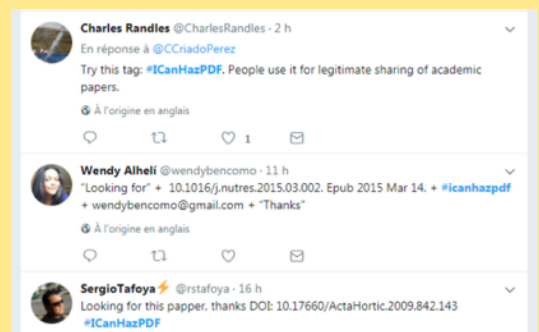 Charles Randles @CharlesRandles · 2 h
En réponse à @CCriadoPerez
Try this tag: #ICanHazPDF. People use it for legitimate sharing of academic
papers.
À l'origine en anglais
1
Wendy Alhelí @wendybencomo · 11 h
"Looking for" + 10.1016/j.nutres.2015.03.002. Epub 2015 Mar 14. + #icanhazpdf
+ wendybencomo@gmail.com + "Thanks"
À l'origine en anglais
SergioTafoya⚡ @rstafoya · 16 h
Looking for this papper, thanks DOI: 10.17660/ActaHortic.2009.842.143
#ICanHazPDF